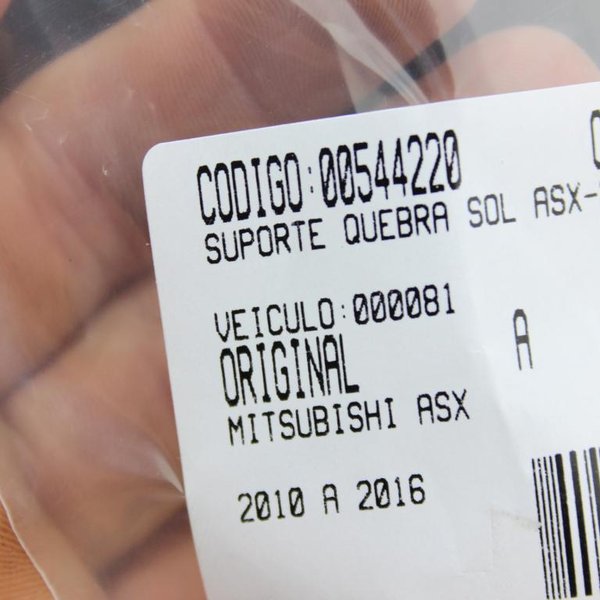 CODIGO:00544220
SUPORTE QUEBRA SOL ASX-
VEICULO:000081
ORIGINAL
A
MITSUBISHI ASX
2010 A 2016